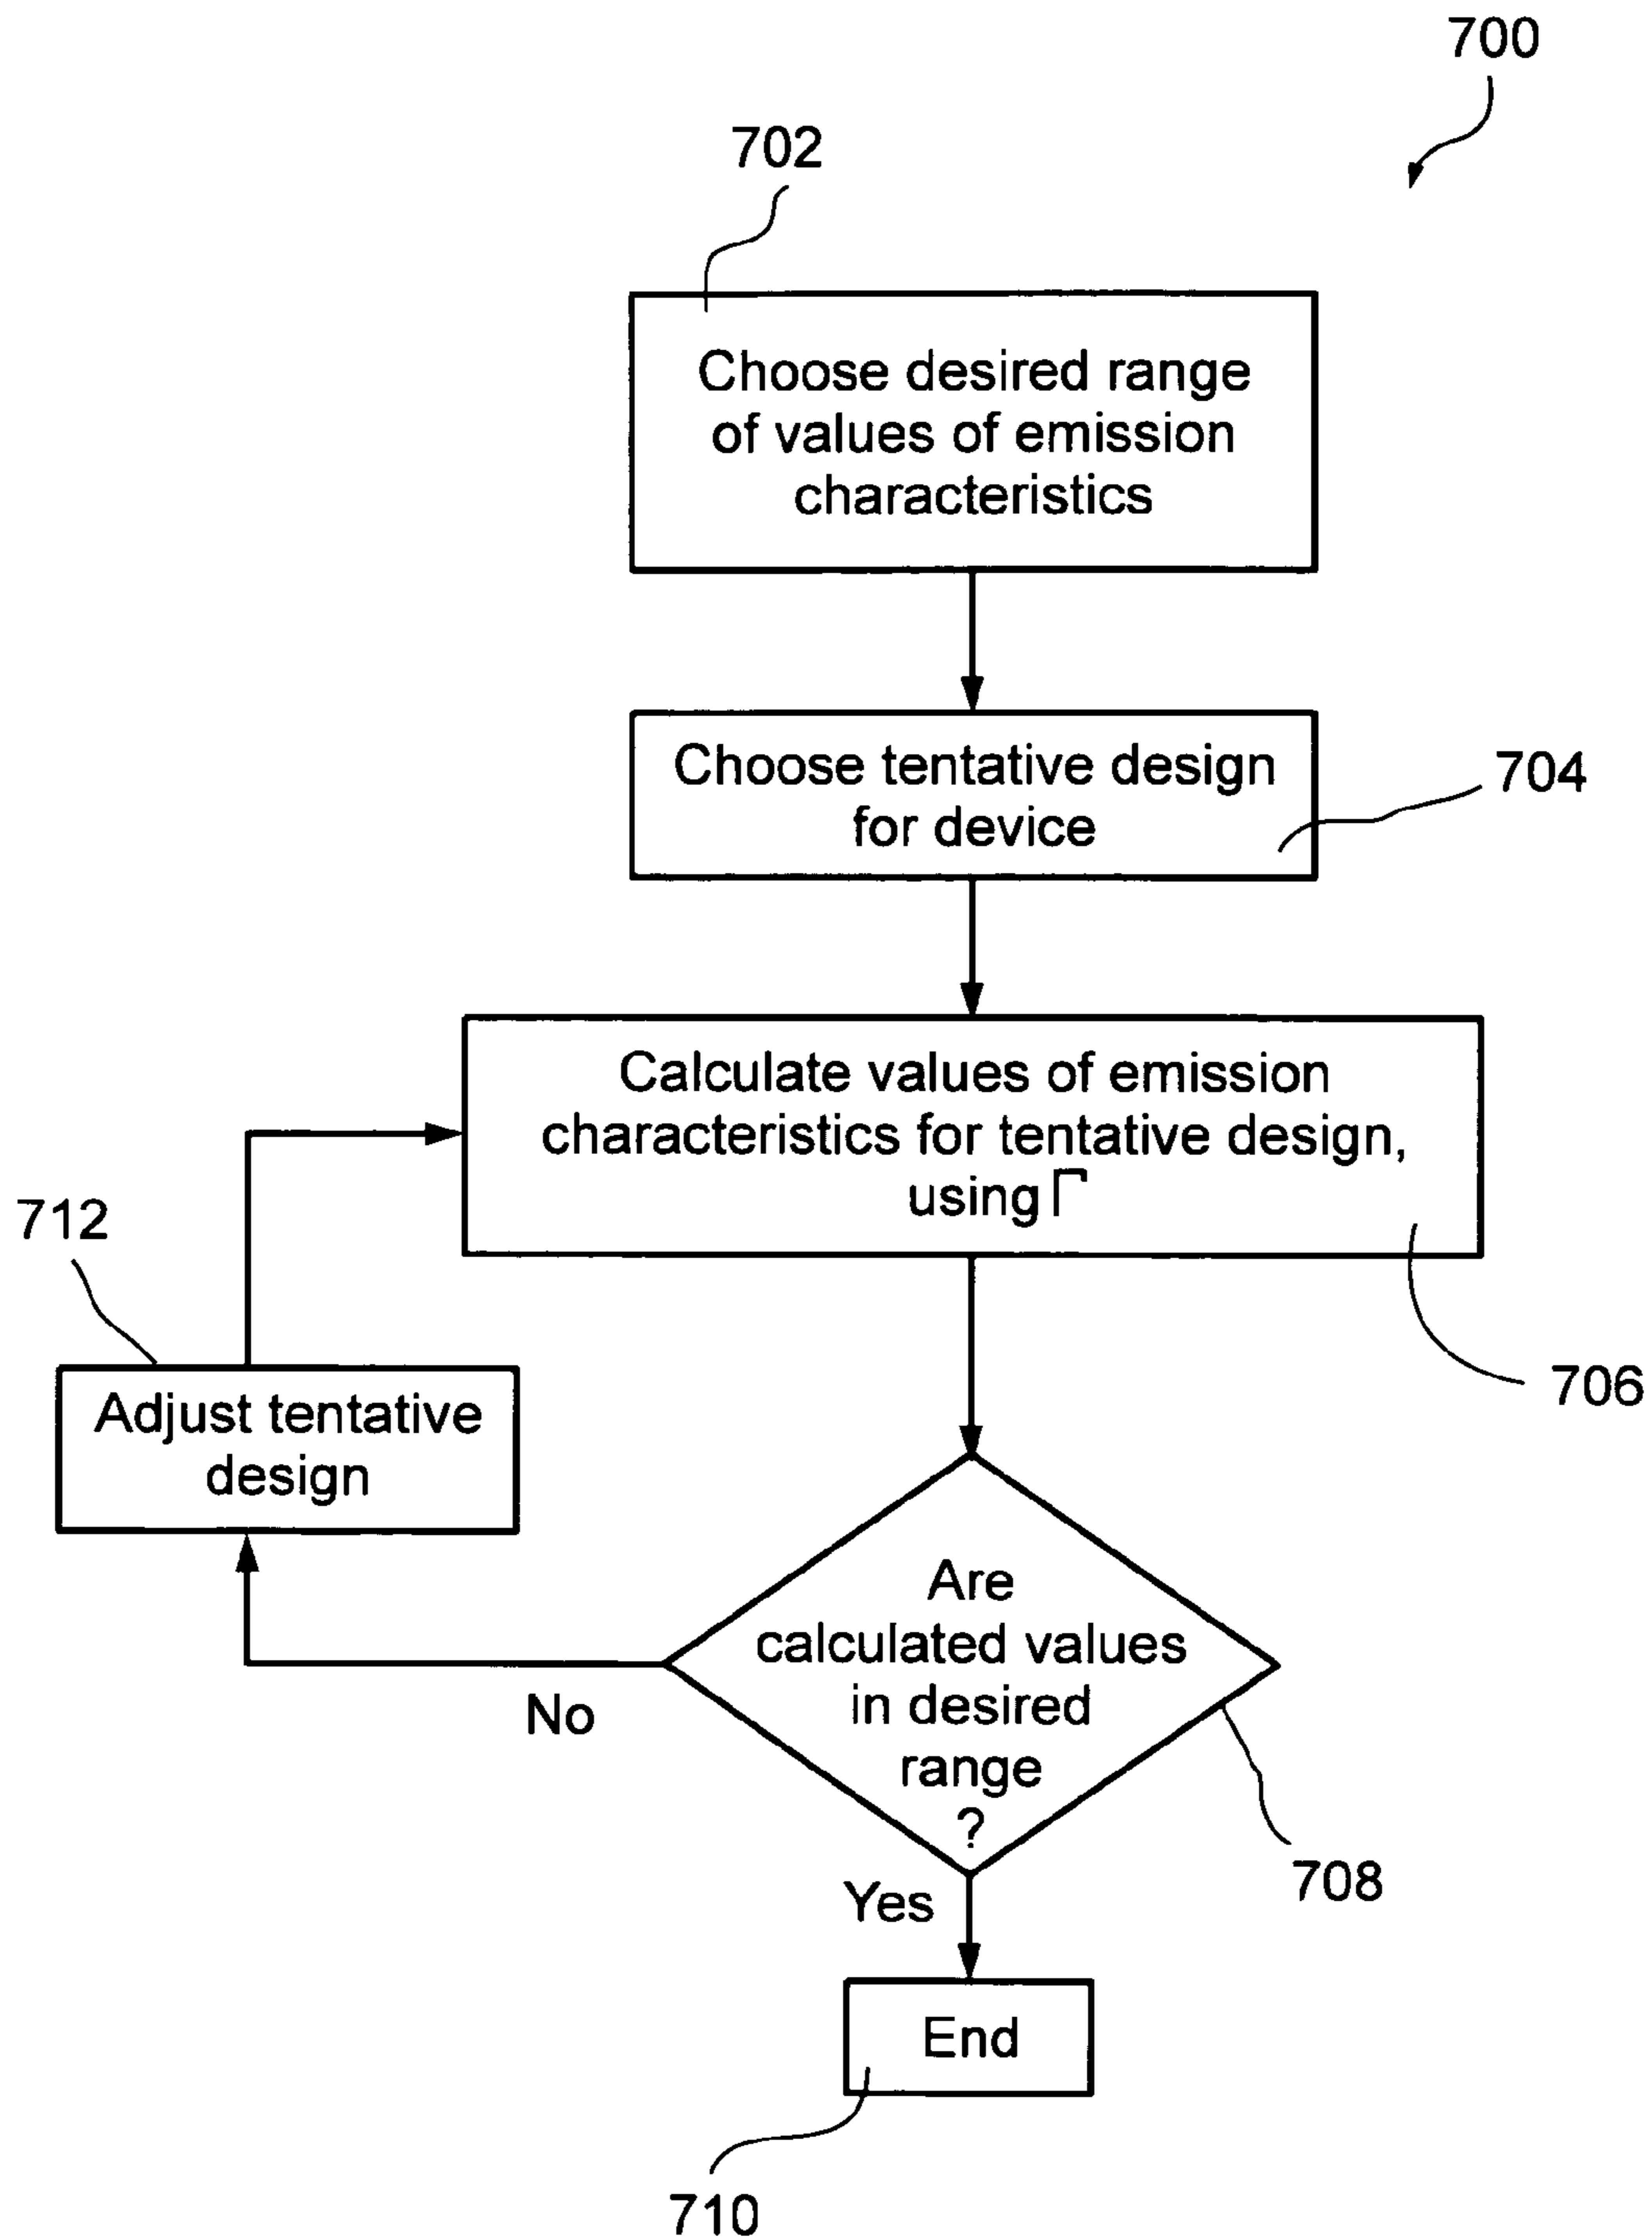 700
702
Choose desired range
of values of emission
characteristics
Choose tentative design
for device
704
Calculate values of emission
characteristics for tentative design,
using Γ
706
712
Adjust tentative
design
Are
calculated values
in desired
range
?
No
708
Yes
End
710